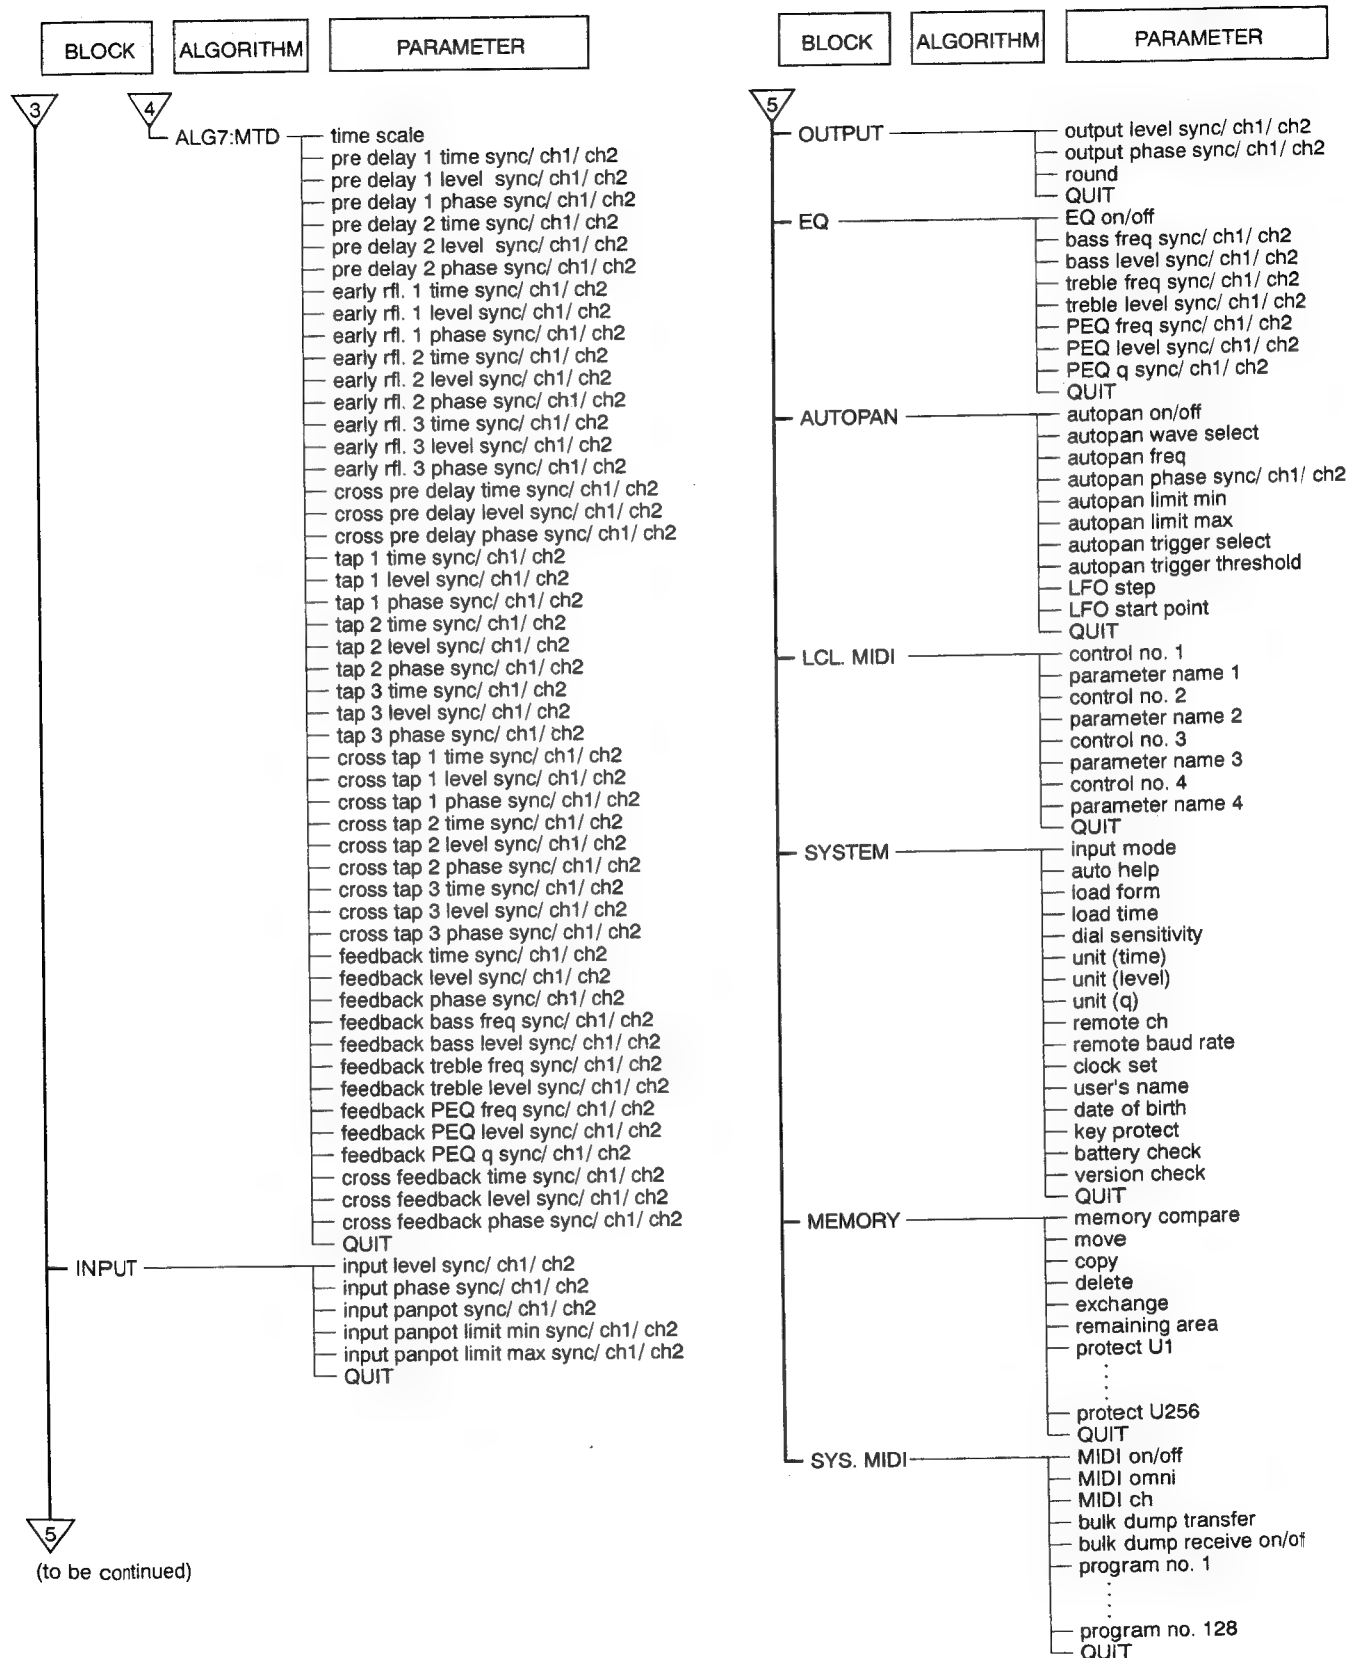 BLOCK
ALGORITHM
PARAMETER
3
4
ALG7:MTD
time scale
pre delay 1 time sync/ ch1/ ch2
pre delay 1 level sync/ ch1/ ch2
pre delay 1 phase sync/ ch1/ ch2
pre delay 2 time sync/ ch1/ ch2
pre delay 2 level sync/ ch1/ ch2
pre delay 2 phase sync/ ch1/ ch2
early rfl. 1 time sync/ ch1/ ch2
early rfl. 1 level sync/ ch1/ ch2
early rfl. 1 phase sync/ ch1/ ch2
early rfl. 2 time sync/ ch1/ ch2
early rfl. 2 level sync/ ch1/ ch2
early rfl. 2 phase sync/ ch1/ ch2
early rfl. 3 time sync/ ch1/ ch2
early rfl. 3 level sync/ ch1/ ch2
early rfl. 3 phase sync/ ch1/ ch2
cross pre delay time sync/ ch1/ ch2
cross pre delay level sync/ ch1/ ch2
cross pre delay phase sync/ ch1/ ch2
tap 1 time sync/ ch1/ ch2
tap 1 level sync/ ch1/ ch2
tap 1 phase sync/ ch1/ ch2
tap 2 time sync/ ch1/ ch2
tap 2 level sync/ ch1/ ch2
tap 2 phase sync/ ch1/ ch2
tap 3 time sync/ ch1/ ch2
tap 3 level sync/ ch1/ ch2
tap 3 phase sync/ ch1/ ch2
cross tap 1 time sync/ ch1/ ch2
cross tap 1 level sync/ ch1/ ch2
cross tap 1 phase sync/ ch1/ ch2
cross tap 2 time sync/ ch1/ ch2
cross tap 2 level sync/ ch1/ ch2
cross tap 2 phase sync/ ch1/ ch2
cross tap 3 time sync/ ch1/ ch2
cross tap 3 level sync/ ch1/ ch2
cross tap 3 phase sync/ ch1/ ch2
feedback time sync/ ch1/ ch2
feedback level sync/ ch1/ ch2
feedback phase sync/ ch1/ ch2
feedback bass freq sync/ ch1/ ch2
feedback bass level sync/ ch1/ ch2
feedback treble freq sync/ ch1/ ch2
feedback treble level sync/ ch1/ ch2
feedback PEQ freq sync/ ch1/ ch2
feedback PEQ level sync/ ch1/ ch2
feedback PEQ q sync/ ch1/ ch2
cross feedback time sync/ ch1/ ch2
cross feedback level sync/ ch1/ ch2
cross feedback phase sync/ ch1/ ch2
QUIT
INPUT
input level sync/ ch1/ ch2
input phase sync/ ch1/ ch2
input panpot sync/ ch1/ ch2
input panpot limit min sync/ ch1/ ch2
input panpot limit max sync/ ch1/ ch2
QUIT
5
(to be continued)
BLOCK
ALGORITHM
PARAMETER
5
OUTPUT
output level sync/ ch1/ ch2
output phase sync/ ch1/ ch2
round
QUIT
EQ
EQ on/off
bass freq sync/ ch1/ ch2
bass level sync/ ch1/ ch2
treble freq sync/ ch1/ ch2
treble level sync/ ch1/ ch2
PEQ freq sync/ ch1/ ch2
PEQ level sync/ ch1/ ch2
PEQ q sync/ ch1/ ch2
QUIT
AUTOPAN
autopan on/off
autopan wave select
autopan freq
autopan phase sync/ ch1/ ch2
autopan limit min
autopan limit max
autopan trigger select
autopan trigger threshold
LFO step
LFO start point
QUIT
LCL. MIDI
control no. 1
parameter name 1
control no. 2
parameter name 2
control no. 3
parameter name 3
control no. 4
parameter name 4
QUIT
SYSTEM
input mode
auto help
load form
load time
dial sensitivity
unit (time)
unit (level)
unit (q)
remote ch
remote baud rate
clock set
user's name
date of birth
key protect
battery check
version check
QUIT
MEMORY
memory compare
move
copy
delete
exchange
remaining area
protect U1
protect U256
QUIT
SYS. MIDI
MIDI on/off
MIDI omni
MIDI ch
bulk dump transfer
bulk dump receive on/of
program no. 1
program no. 128
QUIT